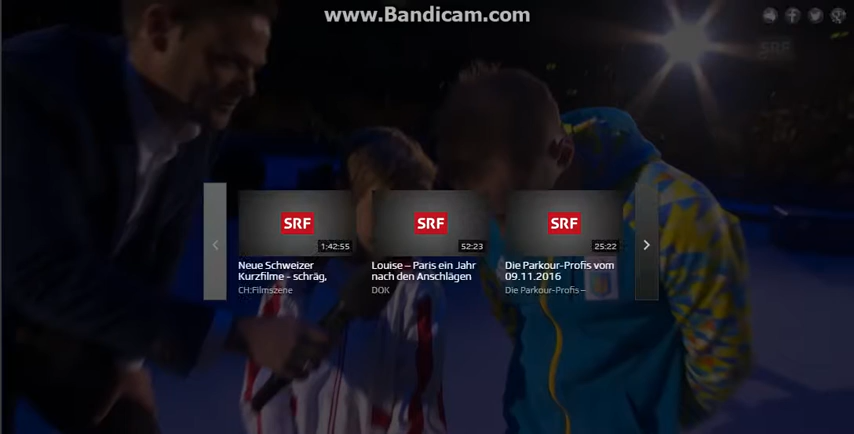 www.Bandicam.com
SRF
SRF
SRF
SRF
1:42:55
52:23
25:22
Neue Schweizer
Kurzfilme - schräg,
CH:Filmszene
Louise – Paris ein Jahr
nach den Anschlägen
DOK
Die Parkour-Profis vom
09.11.2016
Die Parkour-Profis –